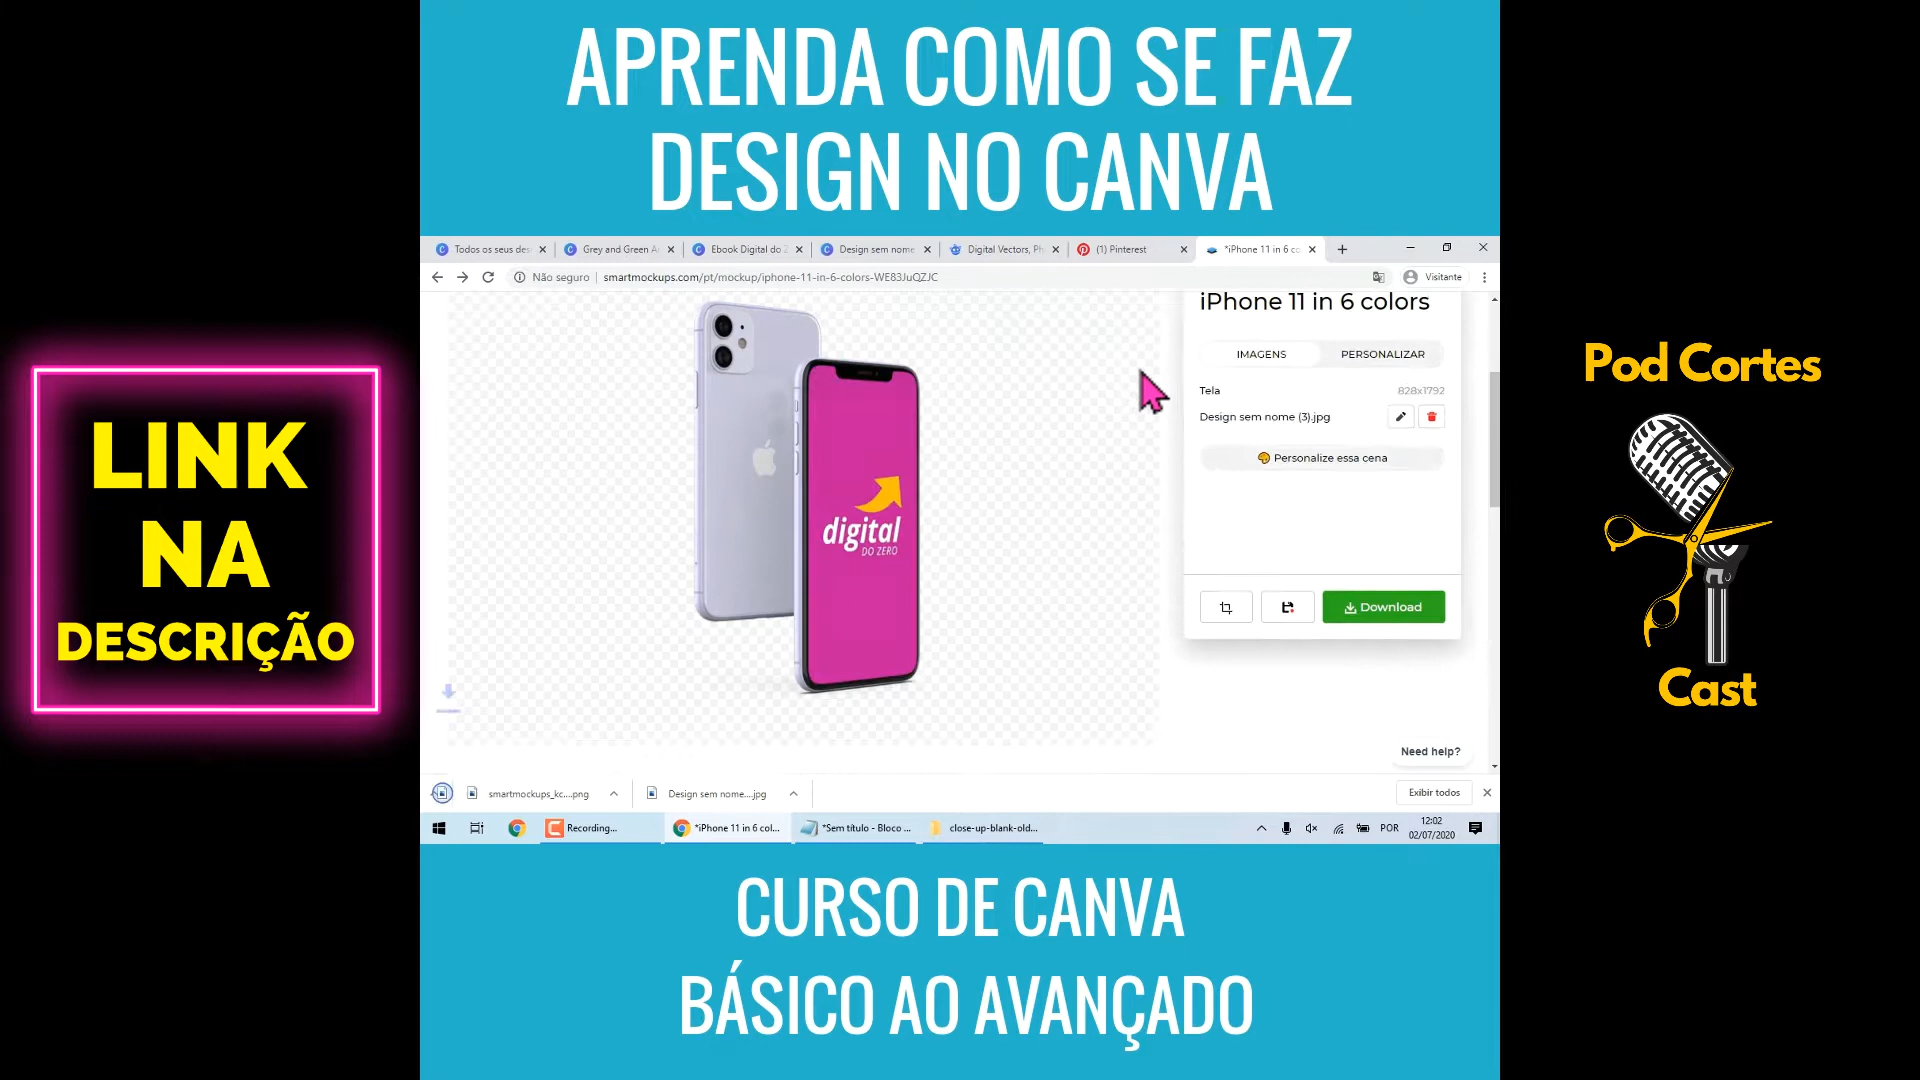 APRENDA COMO SE FAZ
DESIGN NO CANVA
LINK
NA
DESCRIÇÃO
Todos os seus des
Grey and Green A
Ebook Digital do Z
Design sem nome
Digital Vectors, Ph
(1) Pinterest
*iPhone 11 in 6 co
Não seguro | smartmockups.com/pt/mockup/iphone-11-in-6-colors-WE83JuQZJC
Visitante
iPhone 11 in 6 colors
IMAGENS PERSONALIZAR
Tela 828x1792
Design sem nome (3).jpg
Personalize essa cena
Download
digital
DO ZERO
Need help?
smartmockups_kc....png
Design sem nome....jpg
Exibir todos
Recording...
*iPhone 11 in 6 col...
*Sem título - Bloco ...
close-up-blank-old...
POR
12:02
02/07/2020
Pod Cortes
Cast
CURSO DE CANVA
BÁSICO AO AVANÇADO